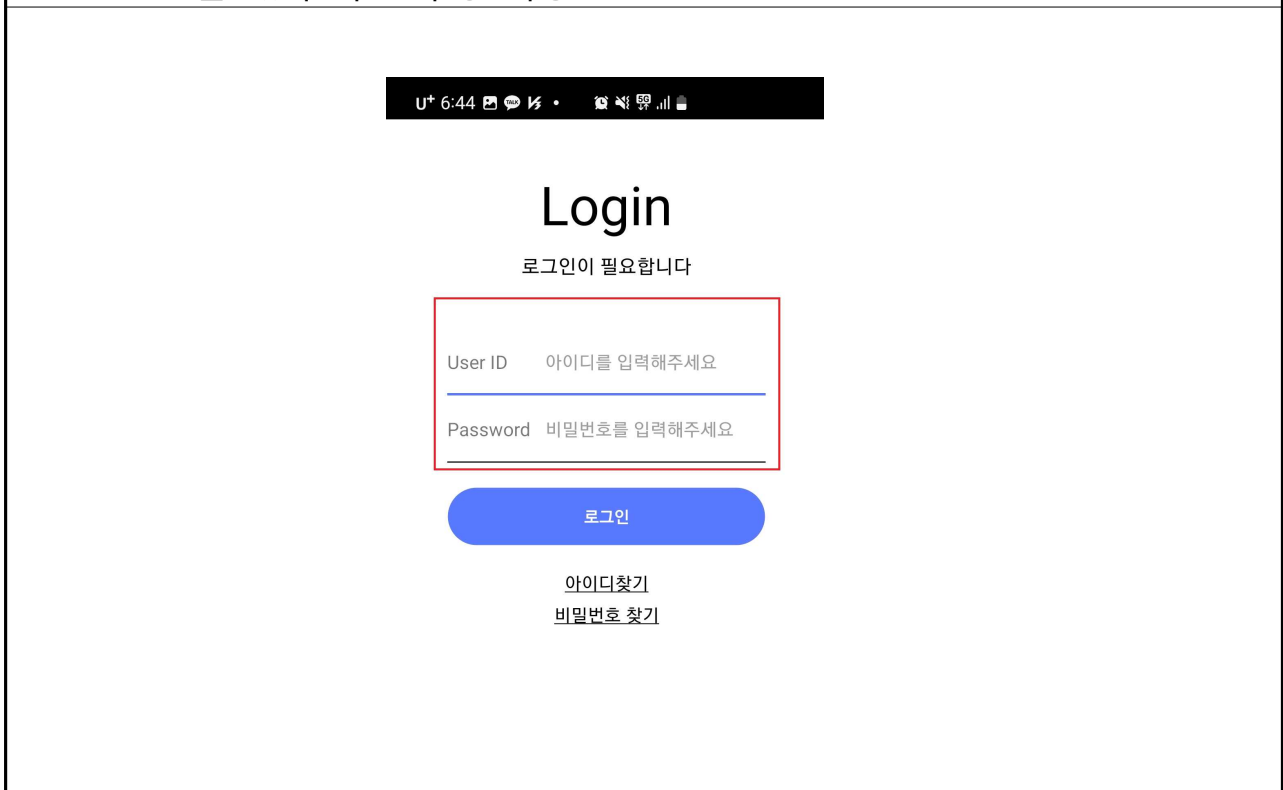 U+ 6:44 TALK 5G
Login
로그인이 필요합니다
User ID 아이디를 입력해주세요
Password 비밀번호를 입력해주세요
로그인
아이디찾기
비밀번호 찾기